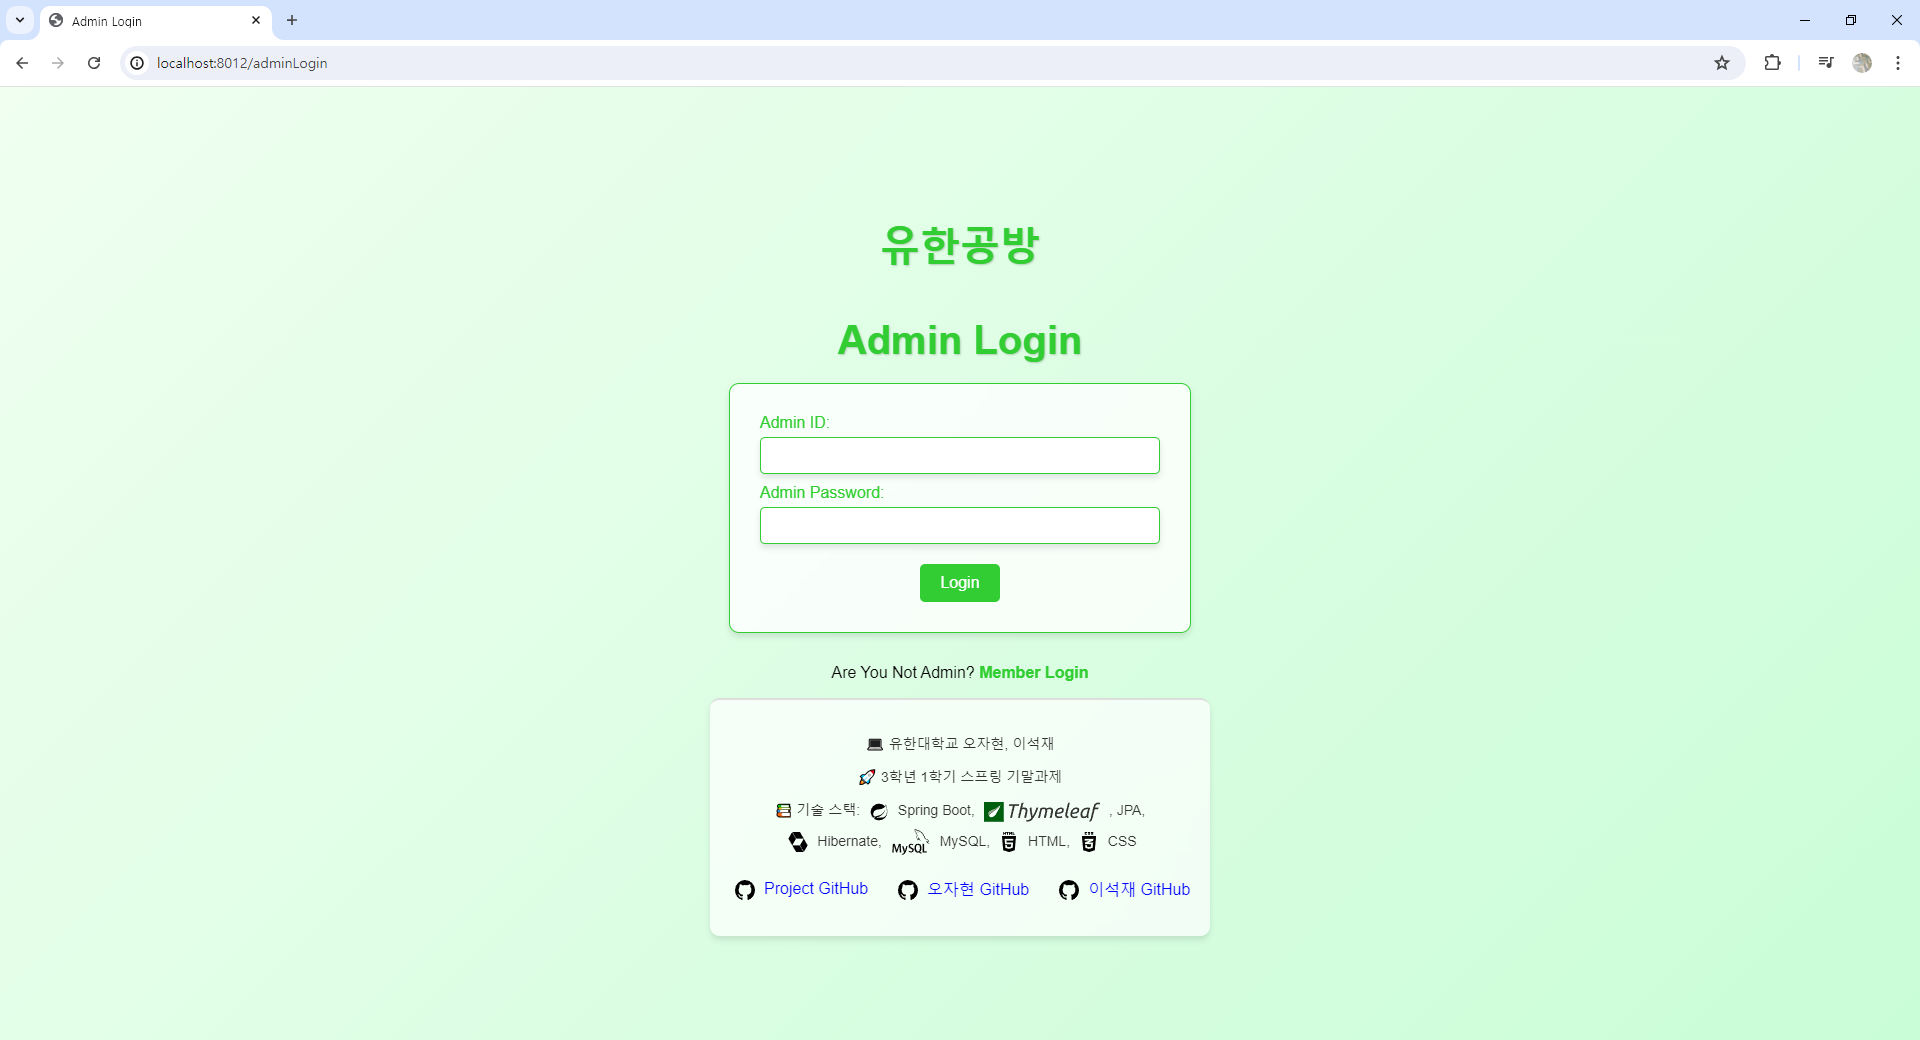 Admin Login
localhost:8012/adminLogin
유한공방
Admin Login
Admin ID:
Admin Password:
Login
Are You Not Admin? Member Login
유한대학교 오자현, 이석재
3학년 1학기 스프링 기말과제
기술 스택: Spring Boot, Thymeleaf , JPA,
Hibernate, MySQL MySQL, HTML HTML, CSS CSS
Project GitHub 오자현 GitHub 이석재 GitHub